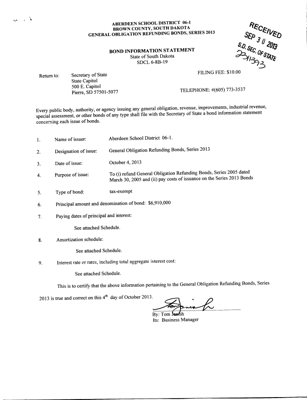 ABERDEEN SCHOOL DISTRICT 06-1
BROWN COUNTY, SOUTH DAKOTA
GENERAL OBLIGATION REFUNDING BONDS, SERIES 2013
RECEIVED
SEP 30 2013
S.D. SEC. OF STATE
BOND INFORMATION STATEMENT
State of South Dakota
SDCL 6-8B-19
Return to: Secretary of State FILING FEE: $10.00
State Capitol
500 E. Capitol
Pierre, SD 57501-5077 TELEPHONE: #(605) 773-3537
Every public body, authority, or agency issuing any general obligation, revenue, improvements, industrial revenue,
special assessment, or other bonds of any type shall file with the Secretary of State a bond information statement
concerning each issue of bonds.
1. Name of issuer: Aberdeen School District 06-1.
2. Designation of issue: General Obligation Refunding Bonds, Series 2013
3. Date of issue: October 4, 2013
4. Purpose of issue: To (i) refund General Obligation Refunding Bonds, Series 2005 dated
March 30, 2005 and (ii) pay costs of issuance on the Series 2013 Bonds
5. Type of bond: tax-exempt
6. Principal amount and denomination of bond: $6,910,000
7. Paying dates of principal and interest:
See attached Schedule.
8. Amortization schedule:
See attached Schedule.
9. Interest rate or rates, including total aggregate interest cost:
See attached Schedule.
This is to certify that the above information pertaining to the General Obligation Refunding Bonds, Series
2013 is true and correct on this 4th day of October 2013.
By: Tom
Its: Business Manager